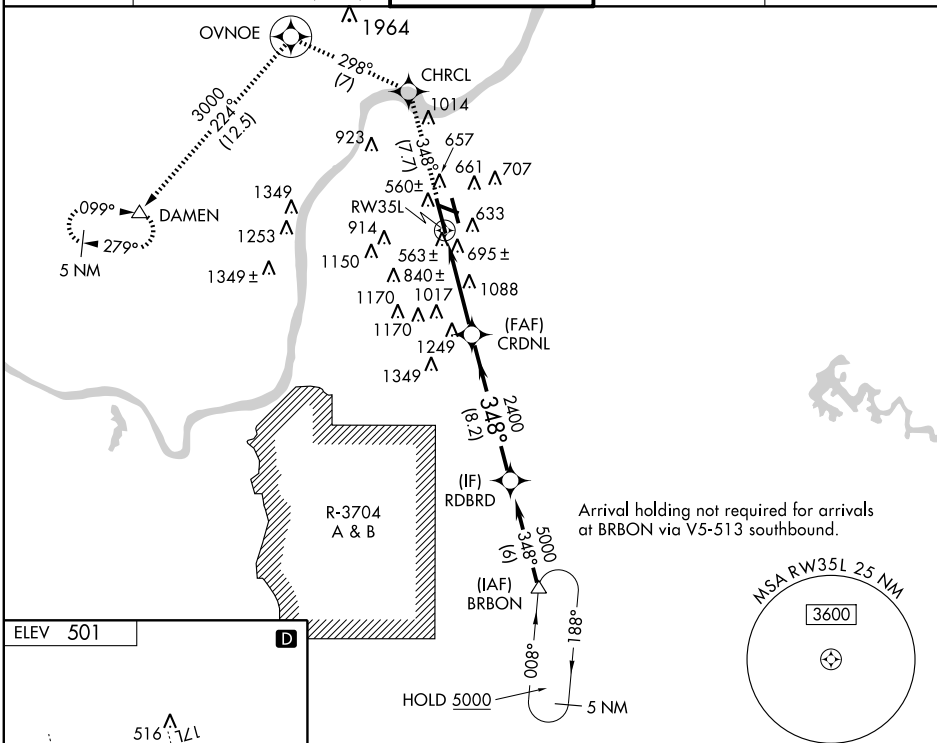 1964
OVNOE
298°
(7)
CHRCL
3000
224°
(12.5)
1014
923
348°
(7.7)
657
661
707
560±
RW35L
1349
099°
DAMEN
279°
5 NM
1253
914
633
1150
563±
695±
1349±
840±
1088
1170
1017
1170
(FAF)
CRDNL
1249
1349
2400
348°
(8.2)
(IF)
RDBRD
R-3704
A & B
Arrival holding not required for arrivals
at BRBON via V5-513 southbound.
5000
348°
(6)
(IAF)
BRBON
MSA RW35L 25 NM
3600
008°
188°
HOLD 5000
5 NM
ELEV 501
D
516
17L